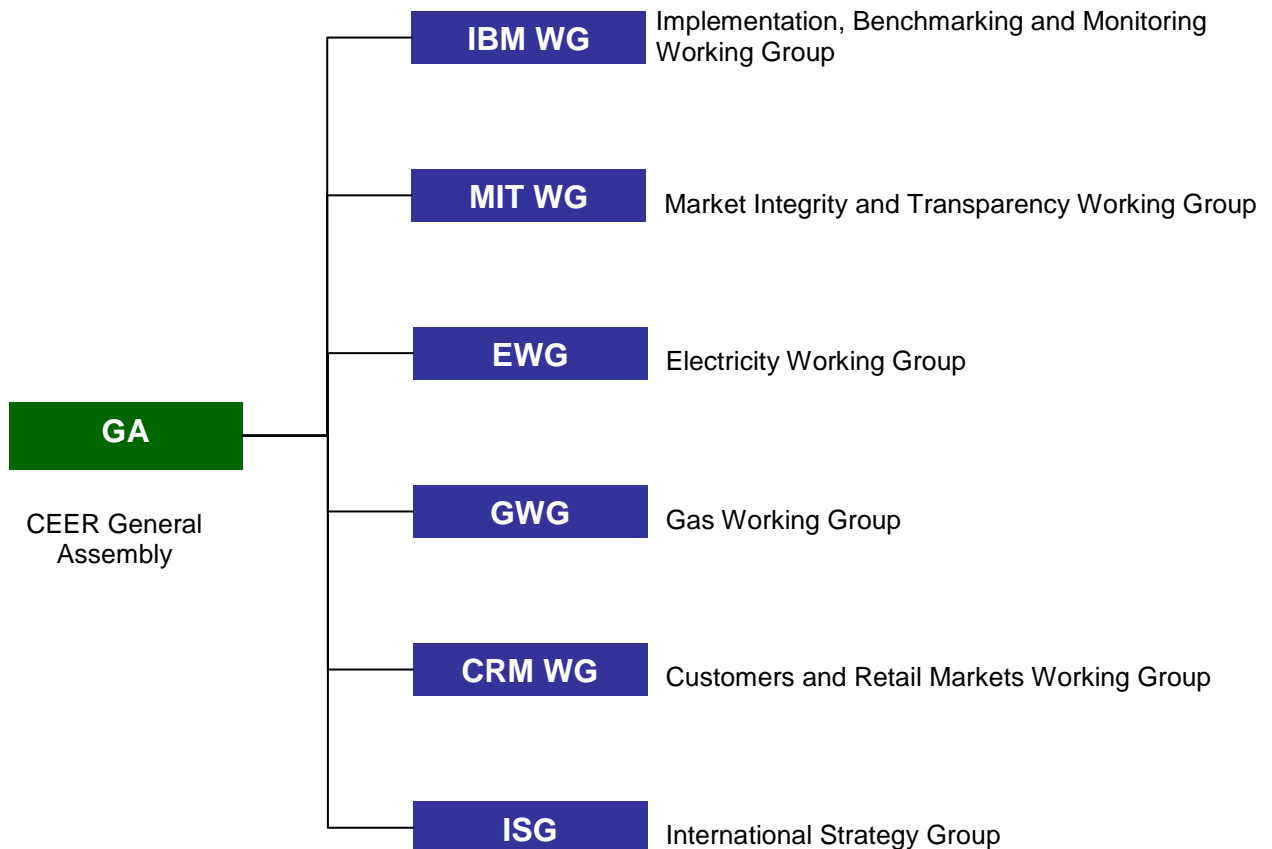 IBM WG
Implementation, Benchmarking and Monitoring
Working Group
MIT WG
Market Integrity and Transparency Working Group
EWG
Electricity Working Group
GA
CEER General
Assembly
GWG
Gas Working Group
CRM WG
Customers and Retail Markets Working Group
ISG
International Strategy Group